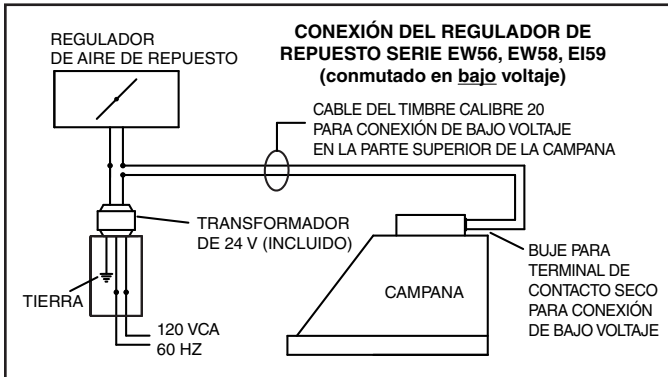 CONEXIÓN DEL REGULADOR DE
REPUESTO SERIE EW56, EW58, EI59
(conmutado en bajo voltaje)
REGULADOR
DE AIRE DE REPUESTO
CABLE DEL TIMBRE CALIBRE 20
PARA CONEXIÓN DE BAJO VOLTAJE
EN LA PARTE SUPERIOR DE LA CAMPANA
TRANSFORMADOR
DE 24 V (INCLUIDO)
TIERRA
120 VCA
60 HZ
CAMPANA
BUJE PARA
TERMINAL DE
CONTACTO SECO
PARA CONEXIÓN
DE BAJO VOLTAJE